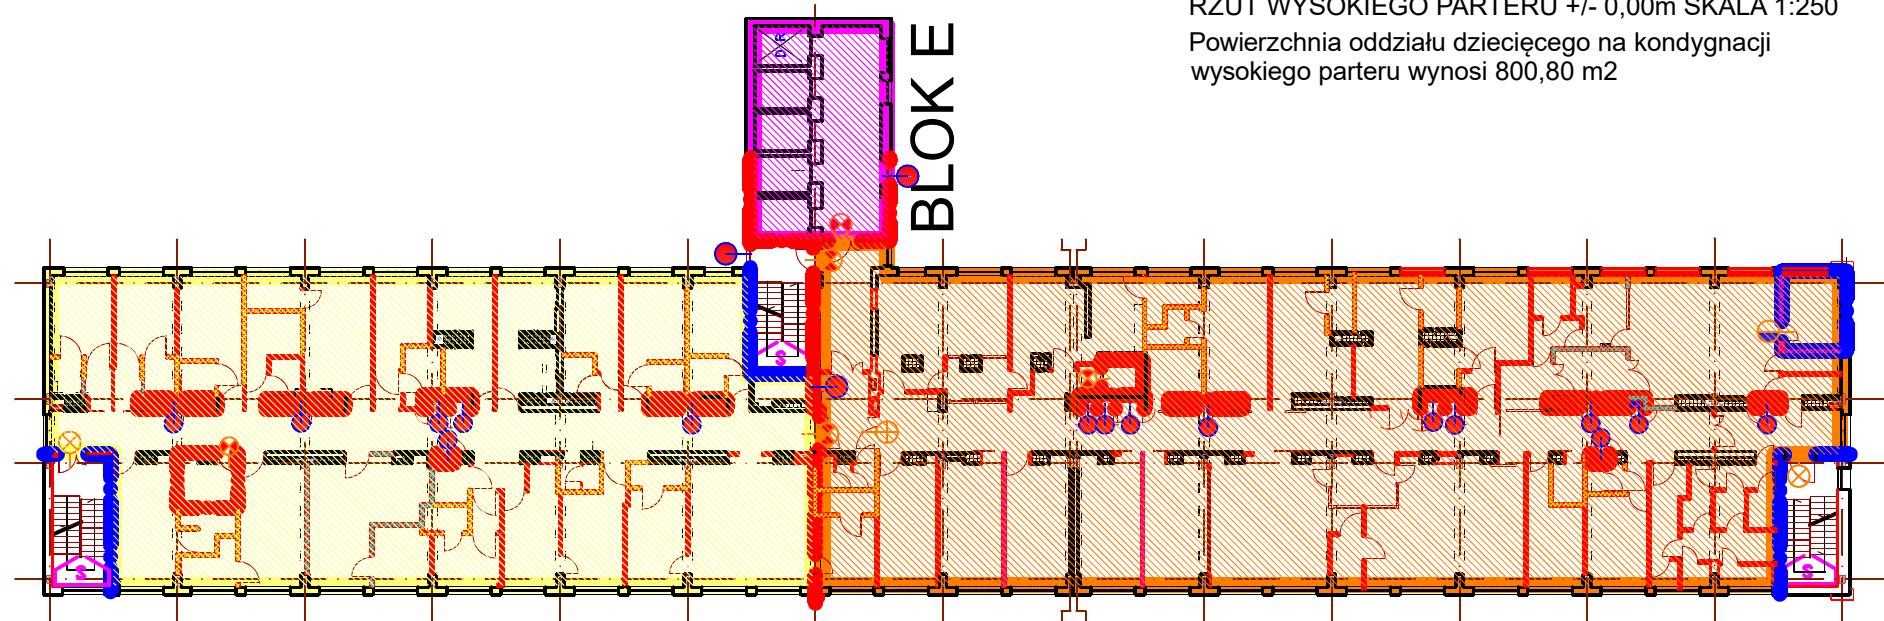 RZUT WYSOKIEGO PARTERU +/- 0,00m SKALA 1:250
Powierzchnia oddziału dziecięcego na kondygnacji
wysokiego parteru wynosi 800,80 m2
BLOK E
S
S
S